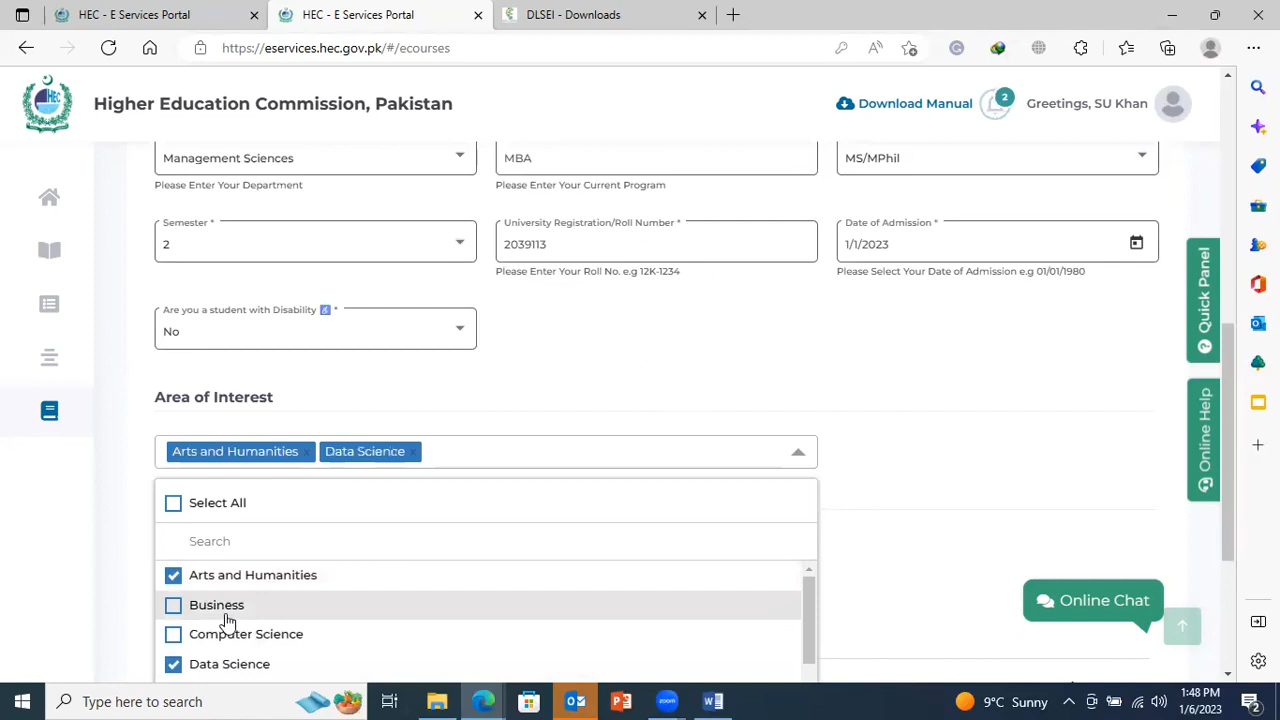 HEC - E Services Portal
HEC - E Services Portal
DLSEI - Downloads
https://eservices.hec.gov.pk/#/ecourses
Higher Education Commission, Pakistan
Download Manual
2
Greetings, SU Khan
Management Sciences
MBA
MS/MPhil
Please Enter Your Department
Please Enter Your Current Program
Semester *
University Registration/Roll Number *
Date of Admission *
2
2039113
1/1/2023
Please Enter Your Roll No. e.g 12K-1234
Please Select Your Date of Admission e.g 01/01/1980
Quick Panel
Are you a student with Disability *
No
Area of Interest
Arts and Humanities ×
Data Science ×
Online Help
Select All
Search
Arts and Humanities
Business
Computer Science
Data Science
Online Chat
Type here to search
9°C Sunny
1:48 PM
1/6/2023
2